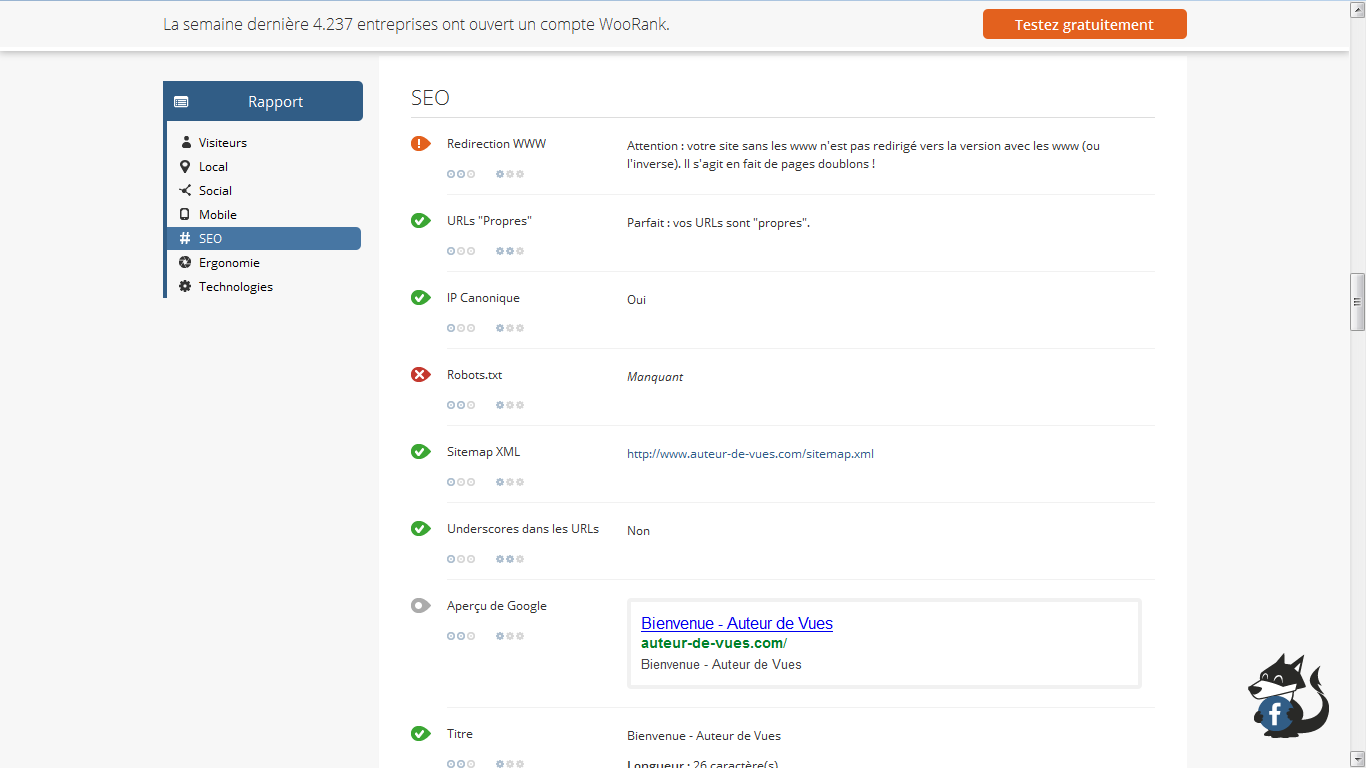 La semaine dernière 4.237 entreprises ont ouvert un compte WooRank.
Testez gratuitement
Rapport
Visiteurs
Local
Social
Mobile
SEO
Ergonomie
Technologies
SEO
Redirection WWW
Attention : votre site sans les www n'est pas redirigé vers la version avec les www (ou
l'inverse). Il s'agit en fait de pages doublons !
URLs "Propres"
Parfait : vos URLs sont "propres".
IP Canonique
Oui
Robots.txt
Manquant
Sitemap XML
http://www.auteur-de-vues.com/sitemap.xml
Underscores dans les URLs
Non
Aperçu de Google
Bienvenue - Auteur de Vues
auteur-de-vues.com/
Bienvenue - Auteur de Vues
Titre
Bienvenue - Auteur de Vues
Longueur : 26 caractère(s)